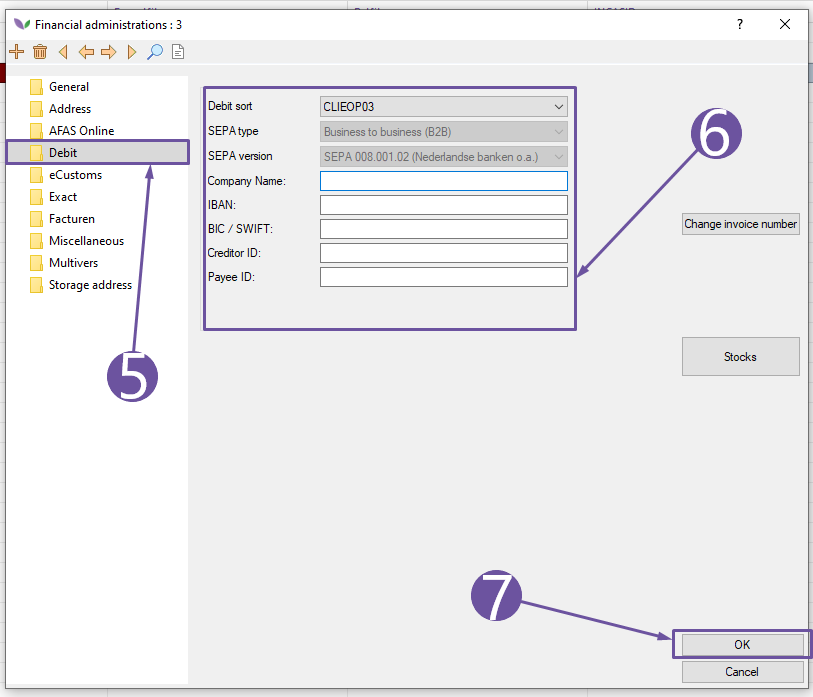 Financial administrations : 3
?
General
Address
AFAS Online
Debit
eCustoms
Exact
Facturen
Miscellaneous
Multivers
Storage address
Debit sort
CLIEOP03
SEPA type
Business to business (B2B)
SEPA version
SEPA 008.001.02 (Nederlandse banken o.a.)
Company Name:
IBAN:
BIC / SWIFT:
Creditor ID:
Payee ID:
Change invoice number
Stocks
5
6
7
OK
Cancel